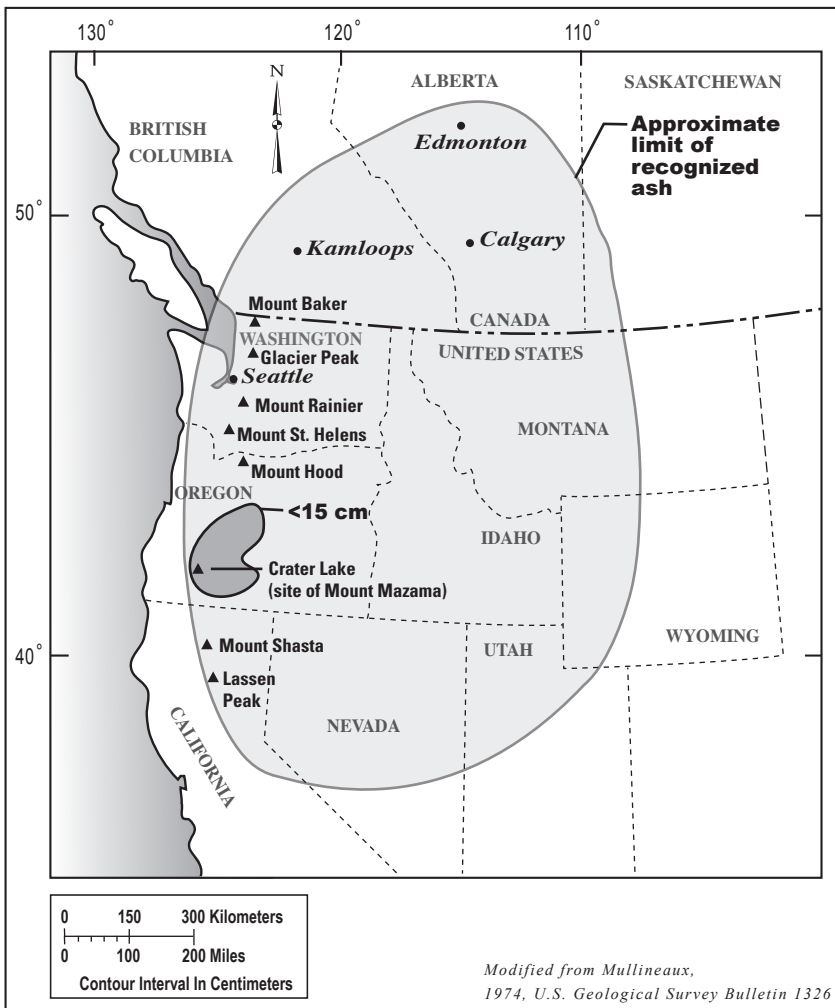 130°
120°
110°
N
ALBERTA
SASKATCHEWAN
BRITISH
COLUMBIA
Approximate
limit of
recognized
ash
Edmonton
50°
Kamloops
Calgary
Mount Baker
CANADA
WASHINGTON
UNITED STATES
Glacier Peak
Seattle
Mount Rainier
MONTANA
Mount St. Helens
Mount Hood
OREGON
<15 cm
IDAHO
Crater Lake
(site of Mount Mazama)
WYOMING
Mount Shasta
UTAH
40°
Lassen
Peak
NEVADA
CALIFORNIA
0 150 300 Kilometers
0 100 200 Miles
Contour Interval In Centimeters
Modified from Mullineaux,
1974, U.S. Geological Survey Bulletin 1326